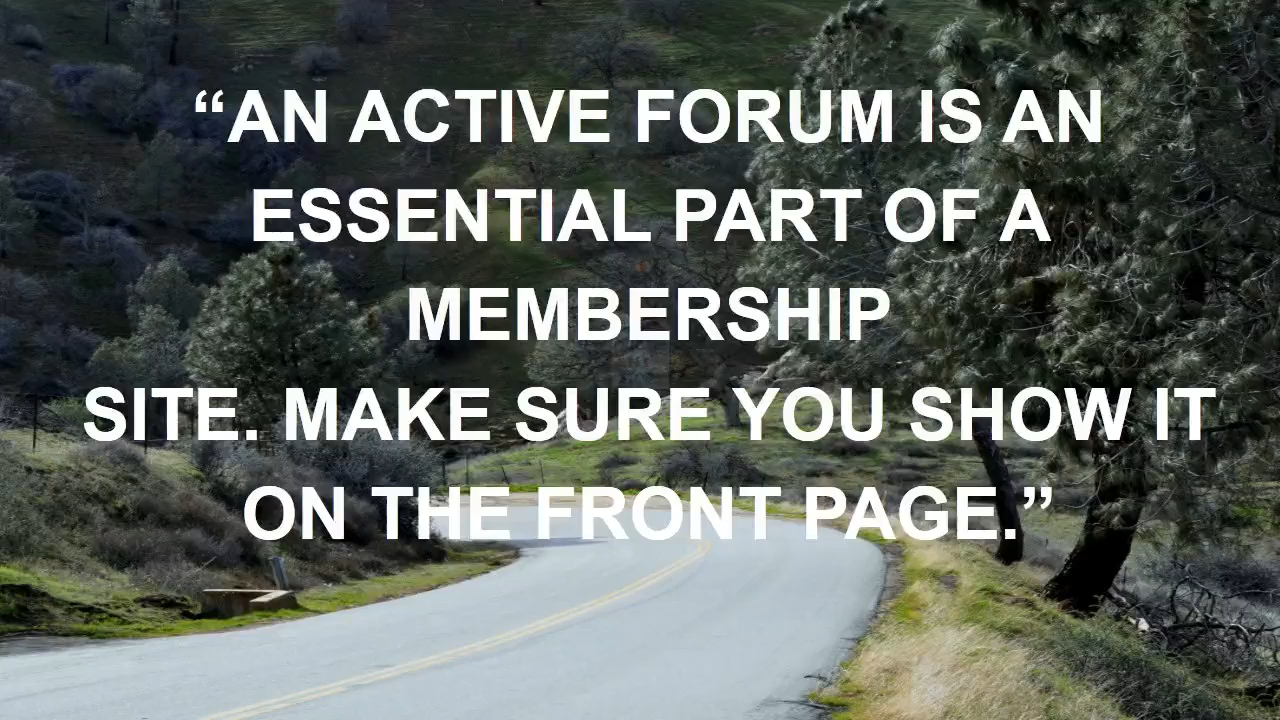 “AN ACTIVE FORUM IS AN
ESSENTIAL PART OF A
MEMBERSHIP
SITE. MAKE SURE YOU SHOW IT
ON THE FRONT PAGE.”